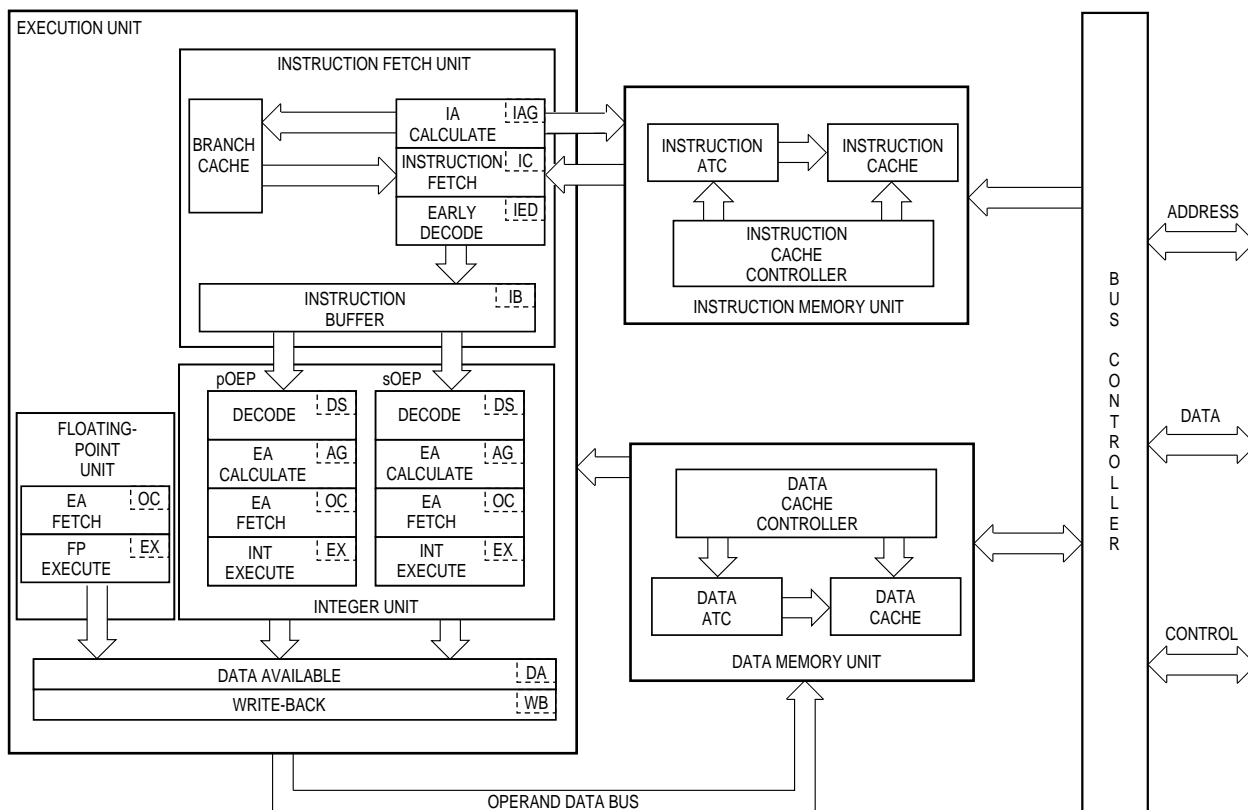 EXECUTION UNIT
INSTRUCTION FETCH UNIT
BRANCH
CACHE
IA
CALCULATE
IAG
INSTRUCTION
FETCH
IC
EARLY
DECODE
IED
INSTRUCTION
BUFFER
IB
pOEP
sOEP
DECODE
DS
EA
CALCULATE
AG
EA
FETCH
OC
INT
EXECUTE
EX
DECODE
DS
EA
CALCULATE
AG
EA
FETCH
OC
INT
EXECUTE
EX
INTEGER UNIT
FLOATING-
POINT
UNIT
EA
FETCH
OC
FP
EXECUTE
EX
DATA AVAILABLE
DA
WRITE-BACK
WB
INSTRUCTION
ATC
INSTRUCTION
CACHE
INSTRUCTION
CACHE
CONTROLLER
INSTRUCTION MEMORY UNIT
DATA
CACHE
CONTROLLER
DATA
ATC
DATA
CACHE
DATA MEMORY UNIT
OPERAND DATA BUS
BUS CONTROLLER
ADDRESS
DATA
CONTROL